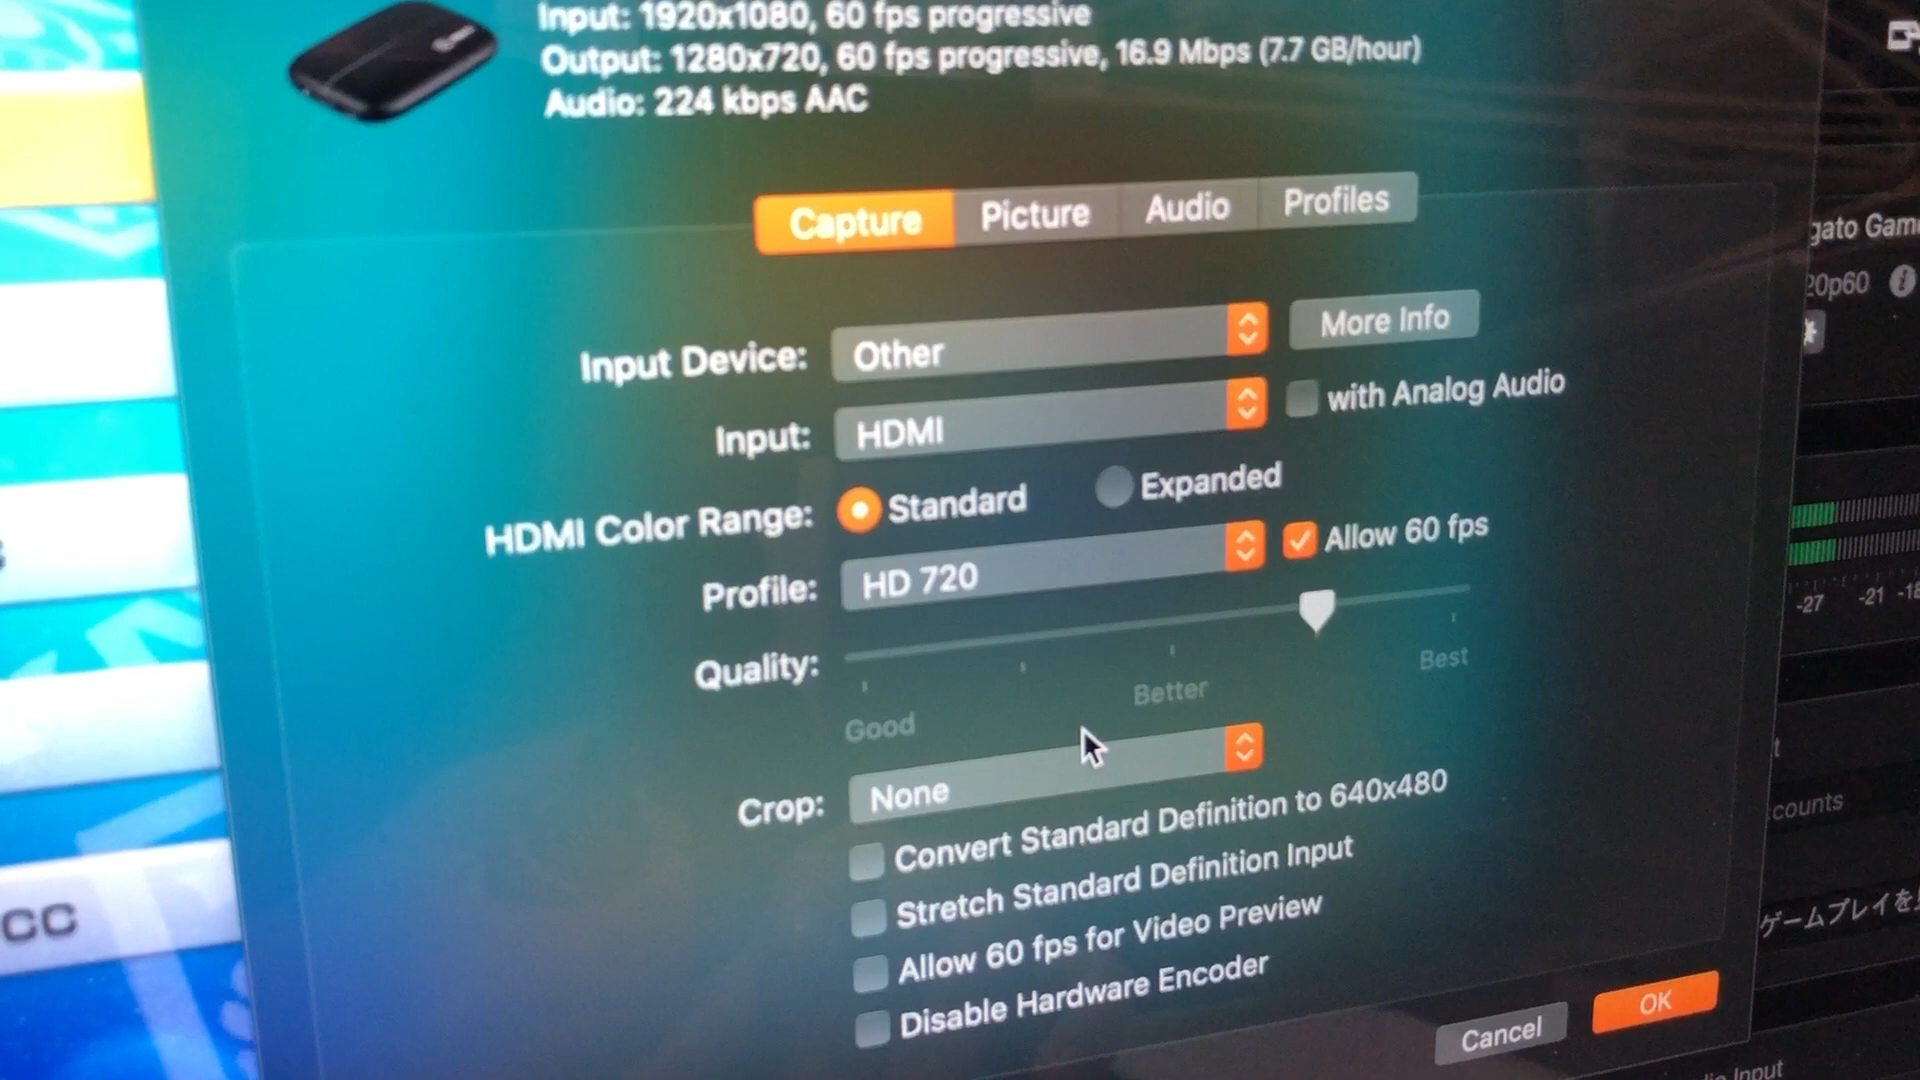 Input: 1920x1080, 60 fps progressive
Output: 1280x720, 60 fps progressive, 16.9 Mbps (7.7 GB/hour)
Audio: 224 kbps AAC
Capture Picture Audio Profiles
Input Device: Other More Info
Input: HDMI with Analog Audio
HDMI Color Range: Standard Expanded
Profile: HD 720 Allow 60 fps
Quality:
Good Better Best
Crop: None
Convert Standard Definition to 640x480
Stretch Standard Definition Input
Allow 60 fps for Video Preview
Disable Hardware Encoder
Cancel OK
gato Gam
20p60
-27 -21 -18
counts
ゲームプレイを
Input
CC